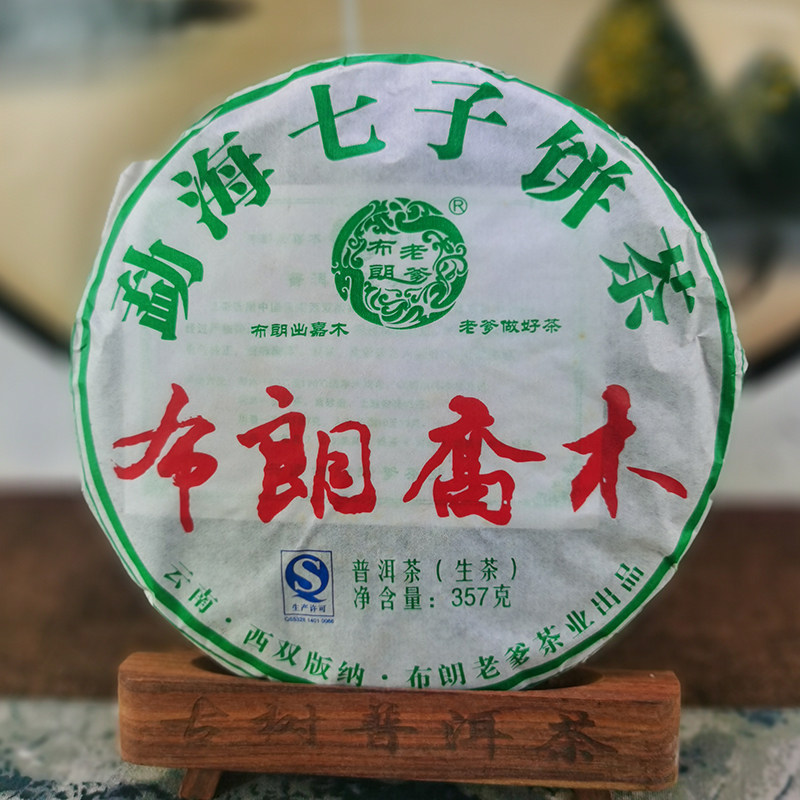 勐海七子饼茶
布朗老爹
®
布朗出嘉木 老爹做好茶
布朗乔木
普洱茶（生茶）
净含量：357克
生产许可
云南·西双版纳·布朗老爹茶业出品
古树普洱茶